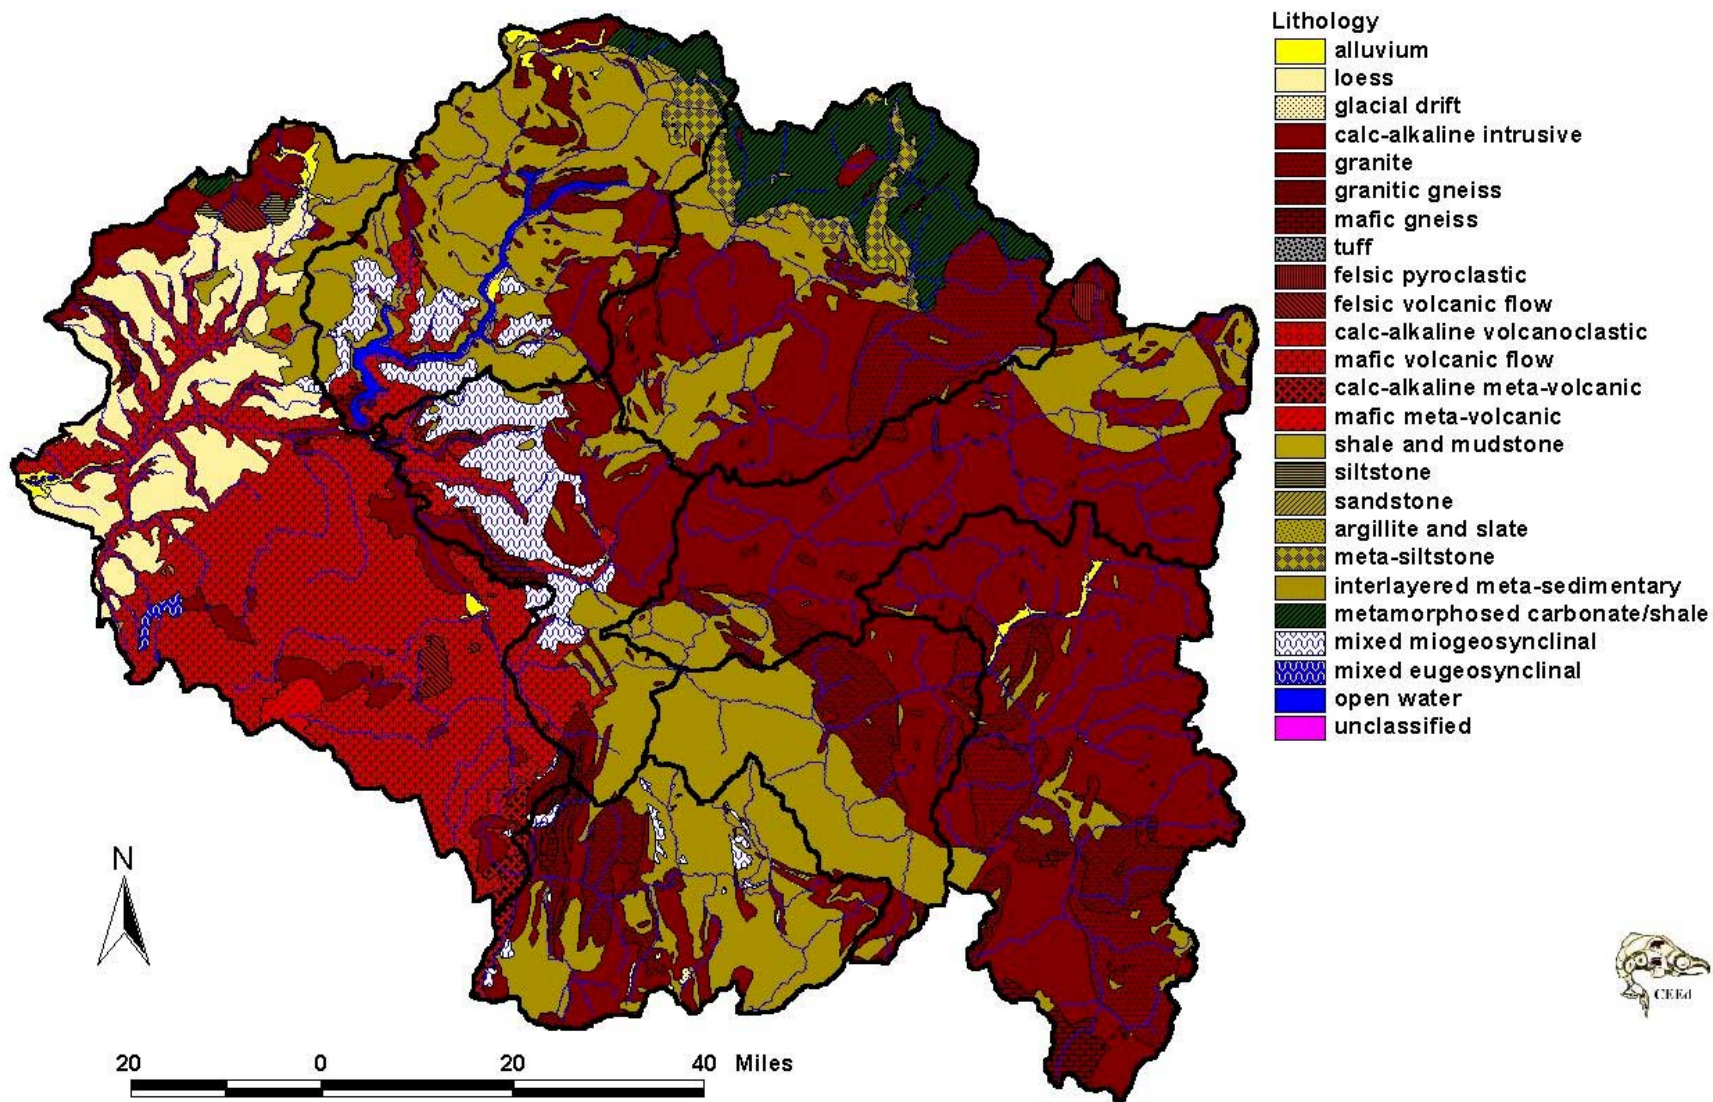 Lithology
alluvium
loess
glacial drift
calc-alkaline intrusive
granite
granitic gneiss
mafic gneiss
tuff
felsic pyroclastic
felsic volcanic flow
calc-alkaline volcanoclastic
mafic volcanic flow
calc-alkaline meta-volcanic
mafic meta-volcanic
shale and mudstone
siltstone
sandstone
argillite and slate
meta-siltstone
interlayered meta-sedimentary
metamorphosed carbonate/shale
mixed miogeosynclinal
mixed eugeosynclinal
open water
unclassified
N
CEEd
20 0 20 40 Miles